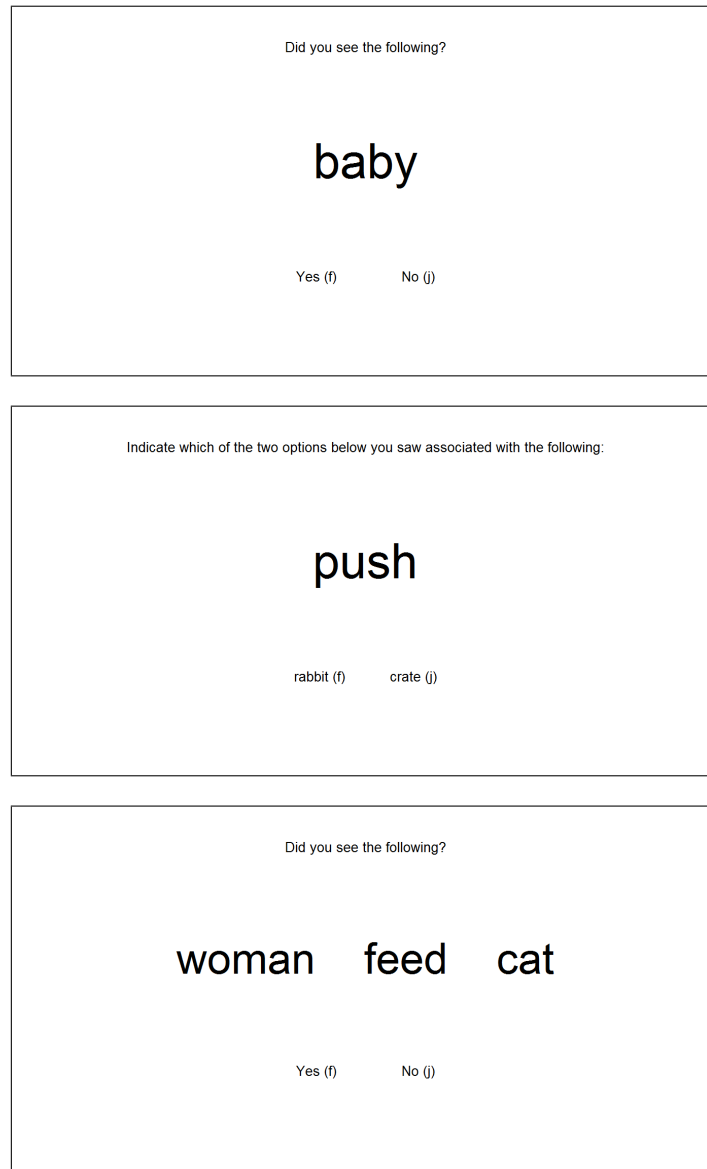 Did you see the following?
baby
Yes (f) No (j)
Indicate which of the two options below you saw associated with the following:
push
rabbit (f) crate (j)
Did you see the following?
woman feed cat
Yes (f) No (j)